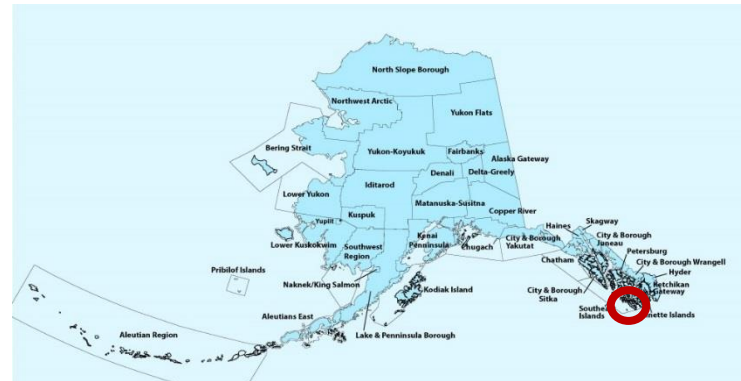 North Slope Borough
Northwest Arctic
Yukon Flats
Bering Strait
Yukon-Koyukuk
Fairbanks
Alaska Gateway
Denali
Delta-Greely
Iditarod
Lower Yukon
Matanuska-Susitna
Kuspuk
Copper River
Yupiit
Lower Kuskokwim
Southwest
Region
Kenai
Penninsula
Chugach
City & Borough
Yakutat
Haines
Skagway
City & Borough
Juneau
Petersburg
Chatham
City & Borough Wrangell
Hyder
Ketchikan
Gateway
Pribilof Islands
Naknek/King Salmon
Kodiak Island
City & Borough
Sitka
Islands
Islands
Aleutians East
Lake & Penninsula Borough
Aleutian Region